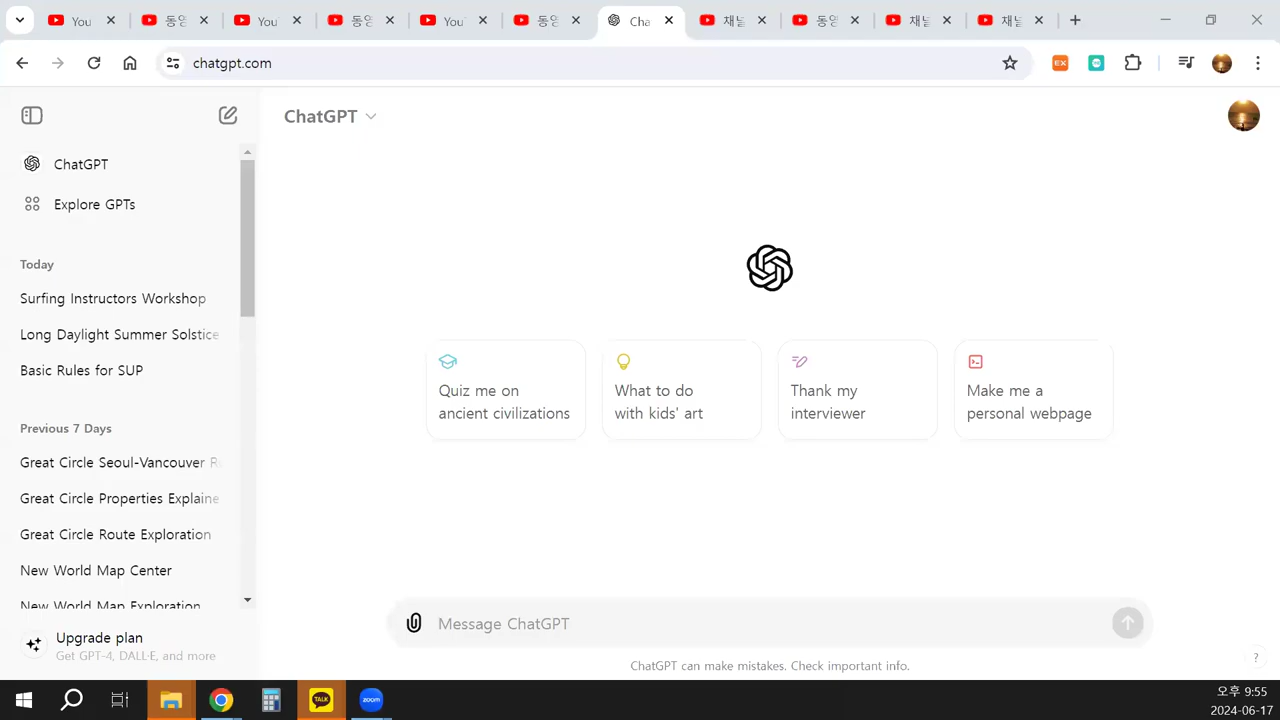 You
동영
You
동영
You
동영
Cha
채널
동영
채널
채널
chatgpt.com
EX
ChatGPT
ChatGPT
Explore GPTs
Today
Surfing Instructors Workshop
Long Daylight Summer Solstice
Basic Rules for SUP
Previous 7 Days
Great Circle Seoul-Vancouver R
Great Circle Properties Explaine
Great Circle Route Exploration
New World Map Center
New World Map Exploration
Upgrade plan
Get GPT-4, DALL·E, and more
Quiz me on
ancient civilizations
What to do
with kids' art
Thank my
interviewer
Make me a
personal webpage
Message ChatGPT
ChatGPT can make mistakes. Check important info.
?
TALK
zoom
오후 9:55
2024-06-17